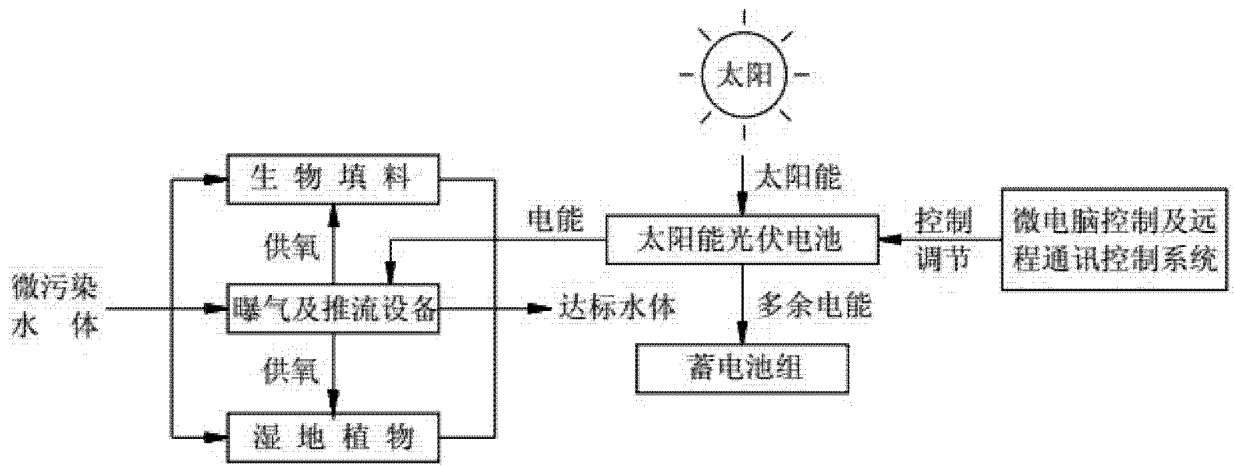 太阳
太阳能
生物填料
电能
太阳能光伏电池
控制
调节
微电脑控制及远
程通讯控制系统
供氧
微污染
水体
曝气及推流设备
达标水体
多余电能
供氧
蓄电池组
湿地植物